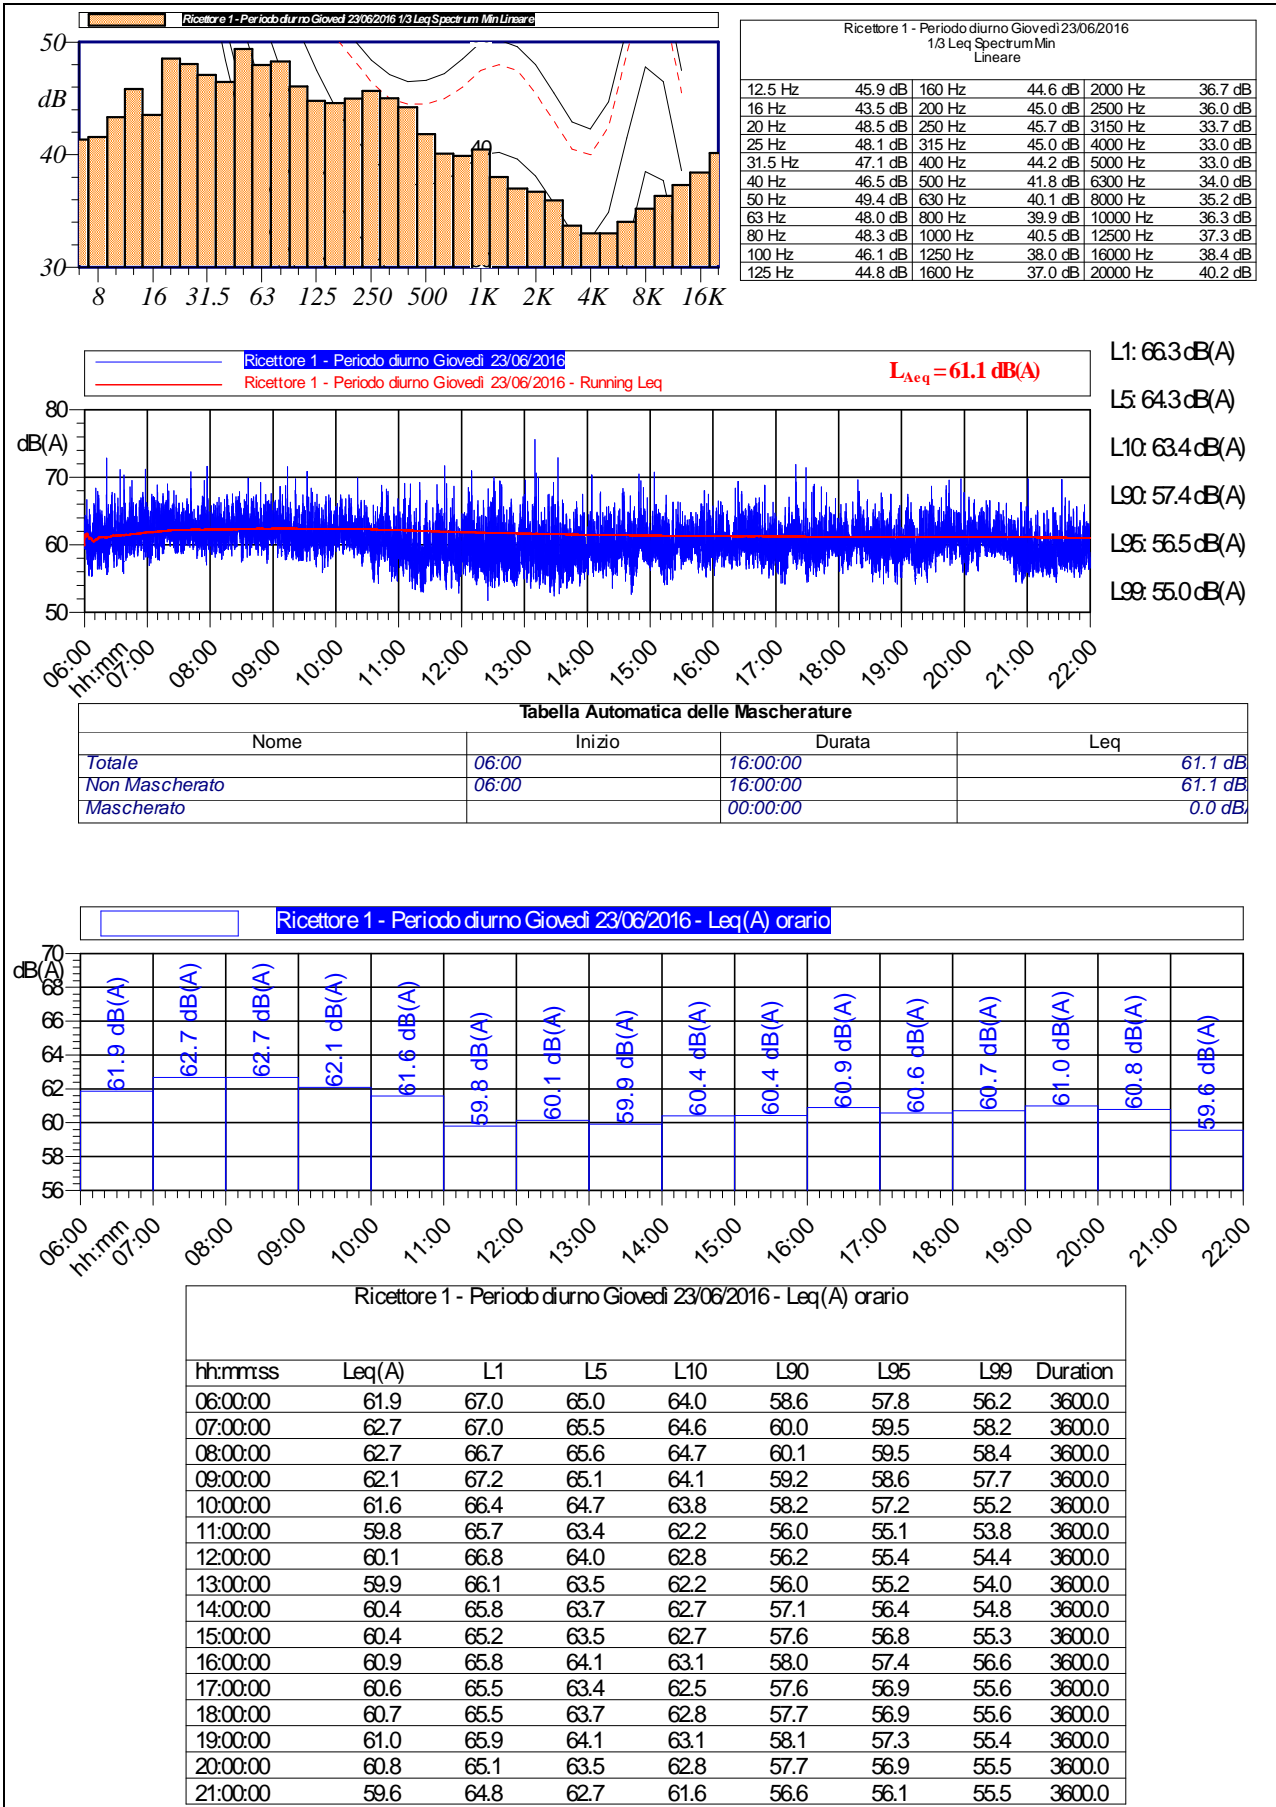 Ricettore 1 - Periodo diurno Giovedì 23/06/2016 1/3 Leq Spectrum Min Lineare
50
dB
40
30
40
8 16 31.5 63 125 250 500 1K 2K 4K 8K 16K
Ricettore 1 - Periodo diurno Giovedì 23/06/2016
1/3 Leq Spectrum Min
Lineare
12.5 Hz 45.9 dB 160 Hz 44.6 dB 2000 Hz 36.7 dB
16 Hz 43.5 dB 200 Hz 45.0 dB 2500 Hz 36.0 dB
20 Hz 48.5 dB 250 Hz 45.7 dB 3150 Hz 33.7 dB
25 Hz 48.1 dB 315 Hz 45.0 dB 4000 Hz 33.0 dB
31.5 Hz 47.1 dB 400 Hz 44.2 dB 5000 Hz 33.0 dB
40 Hz 46.5 dB 500 Hz 41.8 dB 6300 Hz 34.0 dB
50 Hz 49.4 dB 630 Hz 40.1 dB 8000 Hz 35.2 dB
63 Hz 48.0 dB 800 Hz 39.9 dB 10000 Hz 36.3 dB
80 Hz 48.3 dB 1000 Hz 40.5 dB 12500 Hz 37.3 dB
100 Hz 46.1 dB 1250 Hz 38.0 dB 16000 Hz 38.4 dB
125 Hz 44.8 dB 1600 Hz 37.0 dB 20000 Hz 40.2 dB
Ricettore 1 - Periodo diurno Giovedì 23/06/2016
Ricettore 1 - Periodo diurno Giovedì 23/06/2016 - Running Leq
LAeq = 61.1 dB(A)
L1: 66.3 dB(A)
L5: 64.3 dB(A)
L10: 63.4 dB(A)
L90: 57.4 dB(A)
L95: 56.5 dB(A)
L99: 55.0 dB(A)
80
dB(A)
70
60
50
06:00 07:00 08:00 09:00 10:00 11:00 12:00 13:00 14:00 15:00 16:00 17:00 18:00 19:00 20:00 21:00 22:00
hh:mm
Tabella Automatica delle Mascherature
Nome Inizio Durata Leq
Totale 06:00 16:00:00 61.1 dB
Non Mascherato 06:00 16:00:00 61.1 dB
Mascherato 00:00:00 0.0 dB
Ricettore 1 - Periodo diurno Giovedì 23/06/2016 - Leq(A) orario
70
dB(A)
68
66
64
62
60
58
56
61.9 dB(A) 62.7 dB(A) 62.7 dB(A) 62.1 dB(A) 61.6 dB(A) 59.8 dB(A) 60.1 dB(A) 59.9 dB(A) 60.4 dB(A) 60.4 dB(A) 60.9 dB(A) 60.6 dB(A) 60.7 dB(A) 61.0 dB(A) 60.8 dB(A) 59.6 dB(A)
06:00 07:00 08:00 09:00 10:00 11:00 12:00 13:00 14:00 15:00 16:00 17:00 18:00 19:00 20:00 21:00 22:00
hh:mm
Ricettore 1 - Periodo diurno Giovedì 23/06/2016 - Leq(A) orario
hh:mm:ss Leq(A) L1 L5 L10 L90 L95 L99 Duration
06:00:00 61.9 67.0 65.0 64.0 58.6 57.8 56.2 3600.0
07:00:00 62.7 67.0 65.5 64.6 60.0 59.5 58.2 3600.0
08:00:00 62.7 66.7 65.6 64.7 60.1 59.5 58.4 3600.0
09:00:00 62.1 67.2 65.1 64.1 59.2 58.6 57.7 3600.0
10:00:00 61.6 66.4 64.7 63.8 58.2 57.2 55.2 3600.0
11:00:00 59.8 65.7 63.4 62.2 56.0 55.1 53.8 3600.0
12:00:00 60.1 66.8 64.0 62.8 56.2 55.4 54.4 3600.0
13:00:00 59.9 66.1 63.5 62.2 56.0 55.2 54.0 3600.0
14:00:00 60.4 65.8 63.7 62.7 57.1 56.4 54.8 3600.0
15:00:00 60.4 65.2 63.5 62.7 57.6 56.8 55.3 3600.0
16:00:00 60.9 65.8 64.1 63.1 58.0 57.4 56.6 3600.0
17:00:00 60.6 65.5 63.4 62.5 57.6 56.9 55.6 3600.0
18:00:00 60.7 65.5 63.7 62.8 57.7 56.9 55.6 3600.0
19:00:00 61.0 65.9 64.1 63.1 58.1 57.3 55.4 3600.0
20:00:00 60.8 65.1 63.5 62.8 57.7 56.9 55.5 3600.0
21:00:00 59.6 64.8 62.7 61.6 56.6 56.1 55.5 3600.0